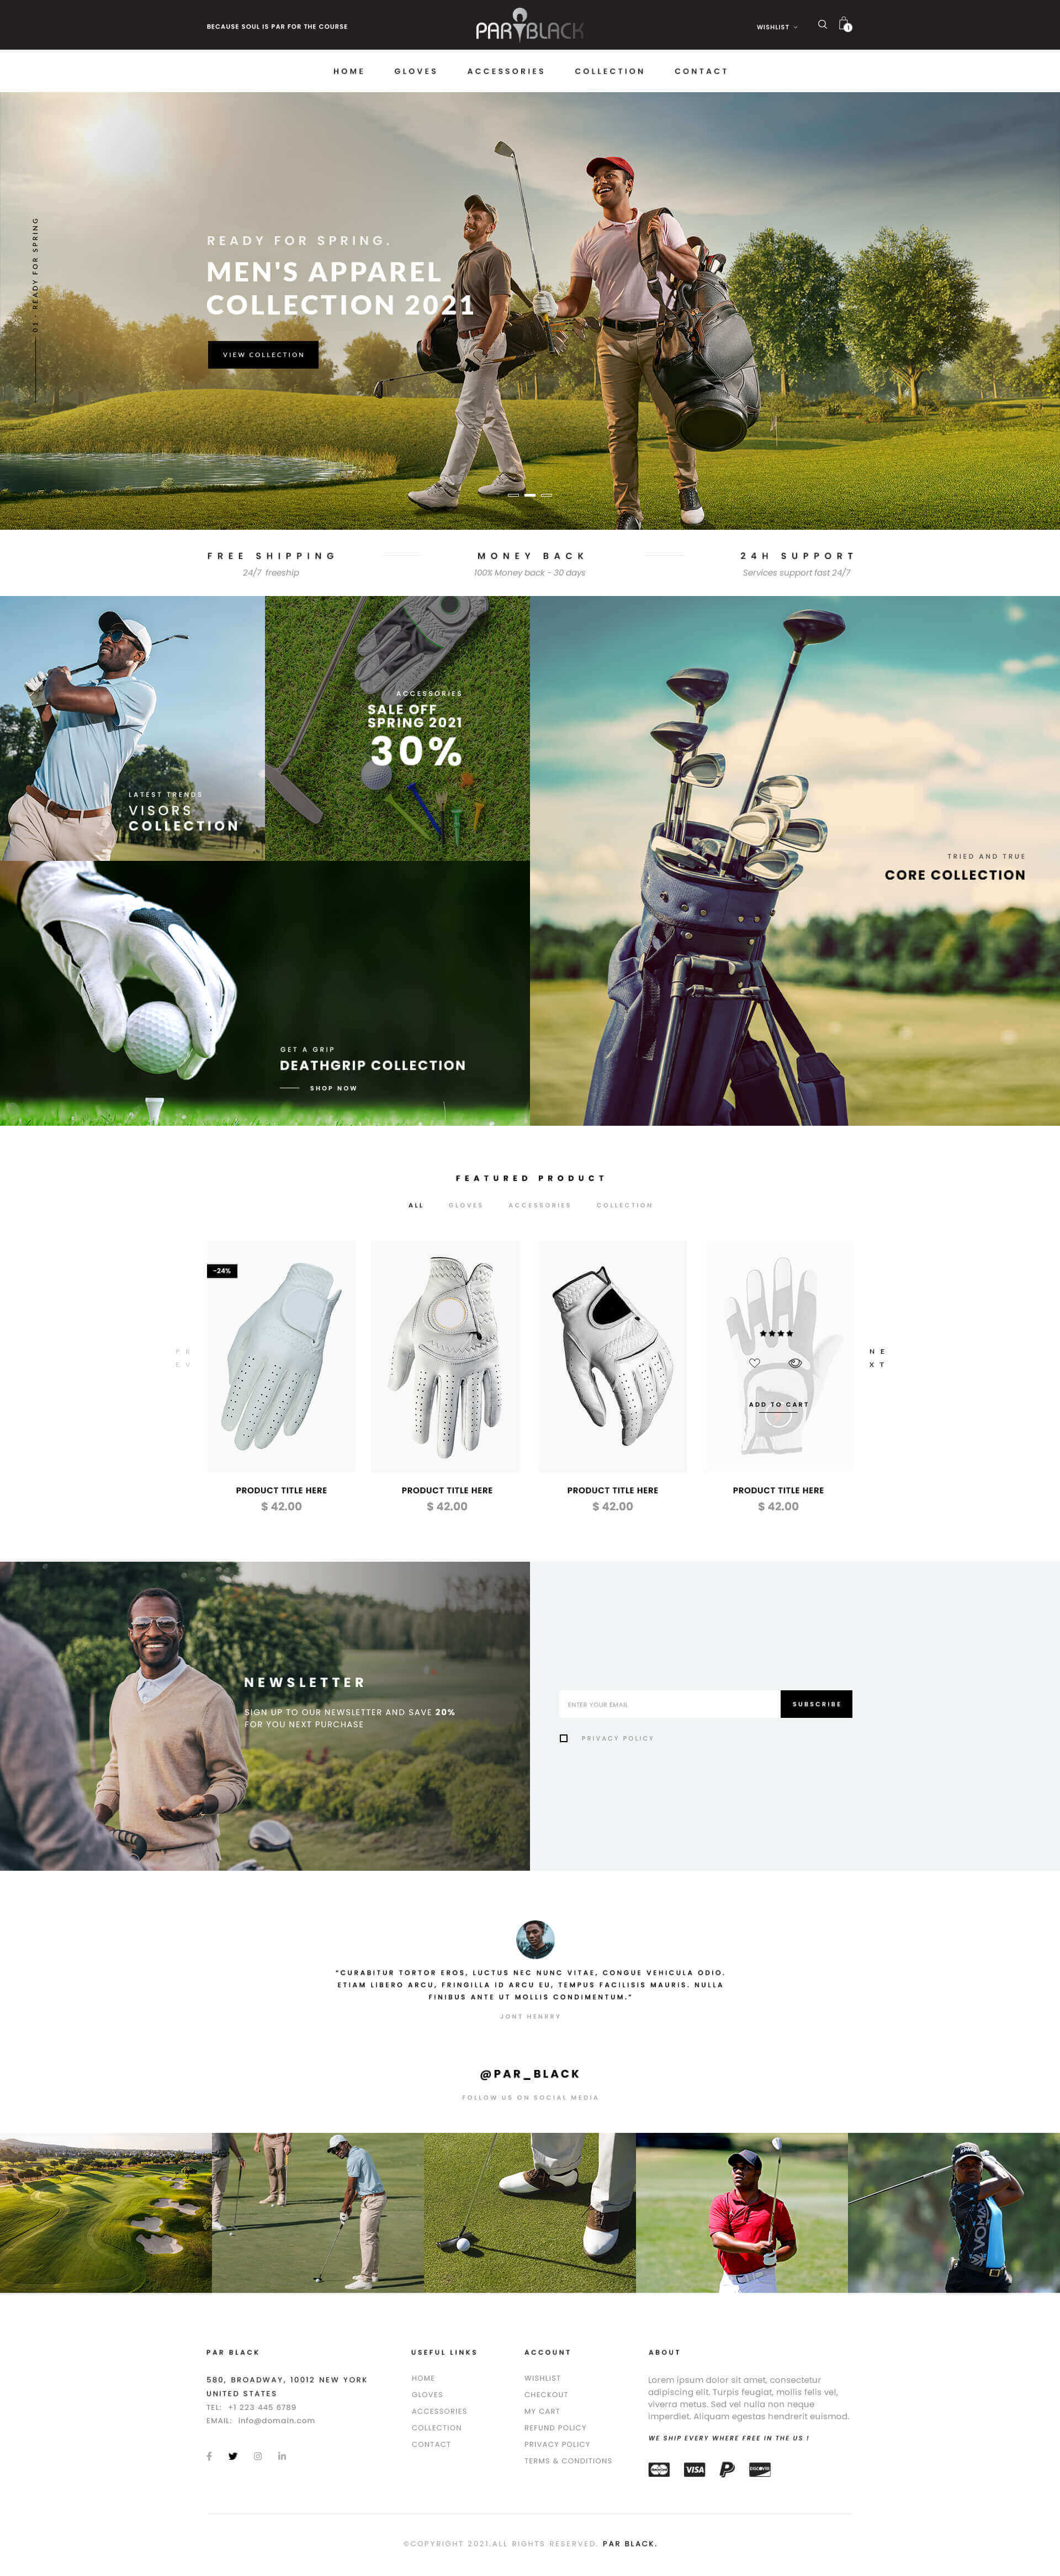 BECAUSE SOUL IS PAR FOR THE COURSE
PAR BLACK
WISHLIST
1
HOME
GLOVES
ACCESSORIES
COLLECTION
CONTACT
01 - READY FOR SPRING
READY FOR SPRING.
MEN'S APPAREL
COLLECTION 2021
VIEW COLLECTION
FREE SHIPPING
24/7 freeship
MONEY BACK
100% Money back - 30 days
24H SUPPORT
Services support fast 24/7
LATEST TRENDS
VISORS
COLLECTION
ACCESSORIES
SALE OFF
SPRING 2021
30%
TRIED AND TRUE
CORE COLLECTION
GET A GRIP
DEATHGRIP COLLECTION
SHOP NOW
FEATURED PRODUCT
ALL
GLOVES
ACCESSORIES
COLLECTION
-24%
PR
EV
NE
XT
ADD TO CART
PRODUCT TITLE HERE
$ 42.00
PRODUCT TITLE HERE
$ 42.00
PRODUCT TITLE HERE
$ 42.00
PRODUCT TITLE HERE
$ 42.00
NEWSLETTER
SIGN UP TO OUR NEWSLETTER AND SAVE 20%
FOR YOU NEXT PURCHASE
ENTER YOUR EMAIL
SUBSCRIBE
PRIVACY POLICY
"CURABITUR TORTOR EROS, LUCTUS NEC NUNC VITAE, CONGUE VEHICULA ODIO.
ETIAM LIBERO ARCU, FRINGILLA ID ARCU EU, TEMPUS FACILISIS MAURIS. NULLA
FINIBUS ANTE UT MOLLIS CONDIMENTUM."
JONT HENRRY
@PAR_BLACK
FOLLOW US ON SOCIAL MEDIA
PAR BLACK
580, BROADWAY, 10012 NEW YORK
UNITED STATES
TEL: +1 223 445 6789
EMAIL: info@domain.com
USEFUL LINKS
HOME
GLOVES
ACCESSORIES
COLLECTION
CONTACT
ACCOUNT
WISHLIST
CHECKOUT
MY CART
REFUND POLICY
PRIVACY POLICY
TERMS & CONDITIONS
ABOUT
Lorem ipsum dolor sit amet, consectetur
adipiscing elit. Turpis feugiat, mollis felis vel,
viverra metus. Sed vel nulla non neque
imperdiet. Aliquam egestas hendrerit euismod.
WE SHIP EVERY WHERE FREE IN THE US !
VISA
DISCOVER
©COPYRIGHT 2021.ALL RIGHTS RESERVED. PAR BLACK.